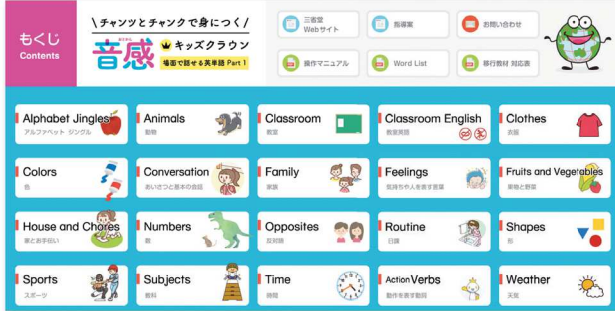 もくじ
Contents
チャンツとチャンクで身につく
おんかん
音感
キッズクラウン
場面で話せる英単語 Part 1
三省堂
Webサイト
指導案
お問い合わせ
操作マニュアル
Word List
移行教材 対応表
Alphabet Jingles
アルファベット ジングル
Animals
動物
Classroom
教室
Classroom English
教室英語
Clothes
衣服
Colors
色
Conversation
あいさつと基本の会話
Family
家族
Feelings
気持ちや人を表す言葉
Fruits and Vegetables
果物と野菜
House and Chores
家とお手伝い
Numbers
数
Opposites
反対語
Routine
日課
Shapes
形
Sports
スポーツ
Subjects
教科
Time
時間
Action Verbs
動作を表す動詞
Weather
天気